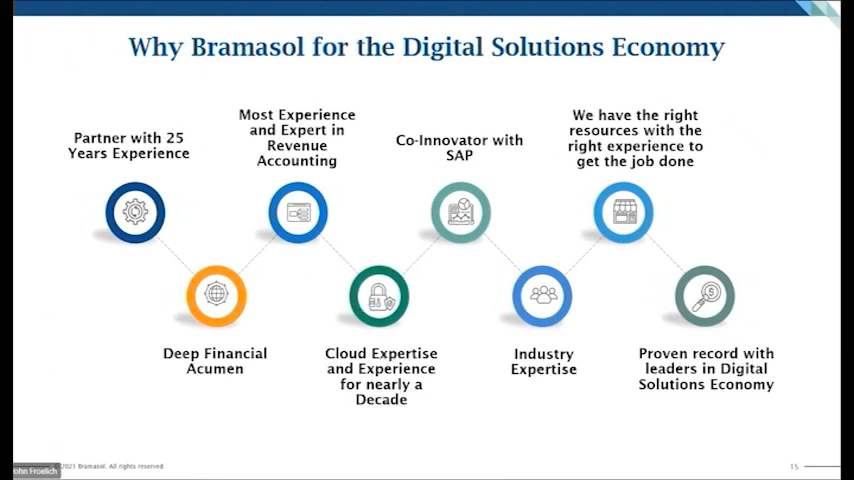 Why Bramasol for the Digital Solutions Economy
Partner with 25
Years Experience
Most Experience
and Expert in
Revenue
Accounting
Co-Innovator with
SAP
We have the right
resources with the
right experience to
get the job done
Deep Financial
Acumen
Cloud Expertise
and Experience
for nearly a
Decade
Industry
Expertise
Proven record with
leaders in Digital
Solutions Economy
John Froelich
2021 Bramasol. All rights reserved.
15